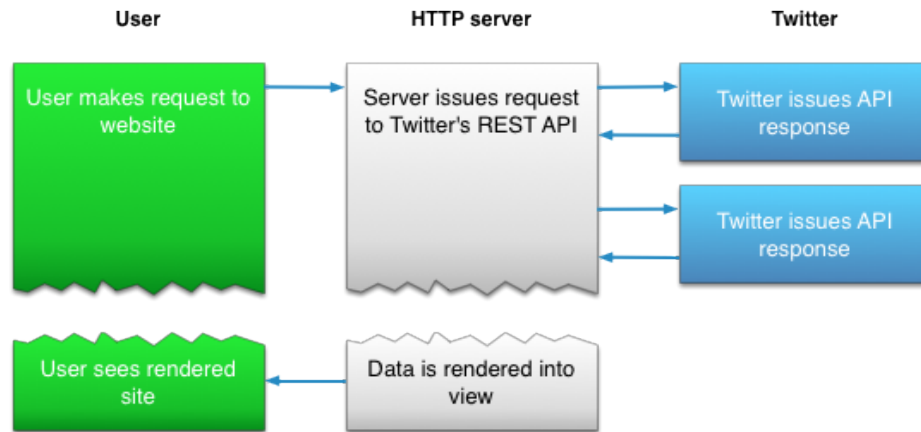 User
HTTP server
Twitter
User makes request to
website
Server issues request
to Twitter's REST API
Twitter issues API
response
Twitter issues API
response
User sees rendered
site
Data is rendered into
view